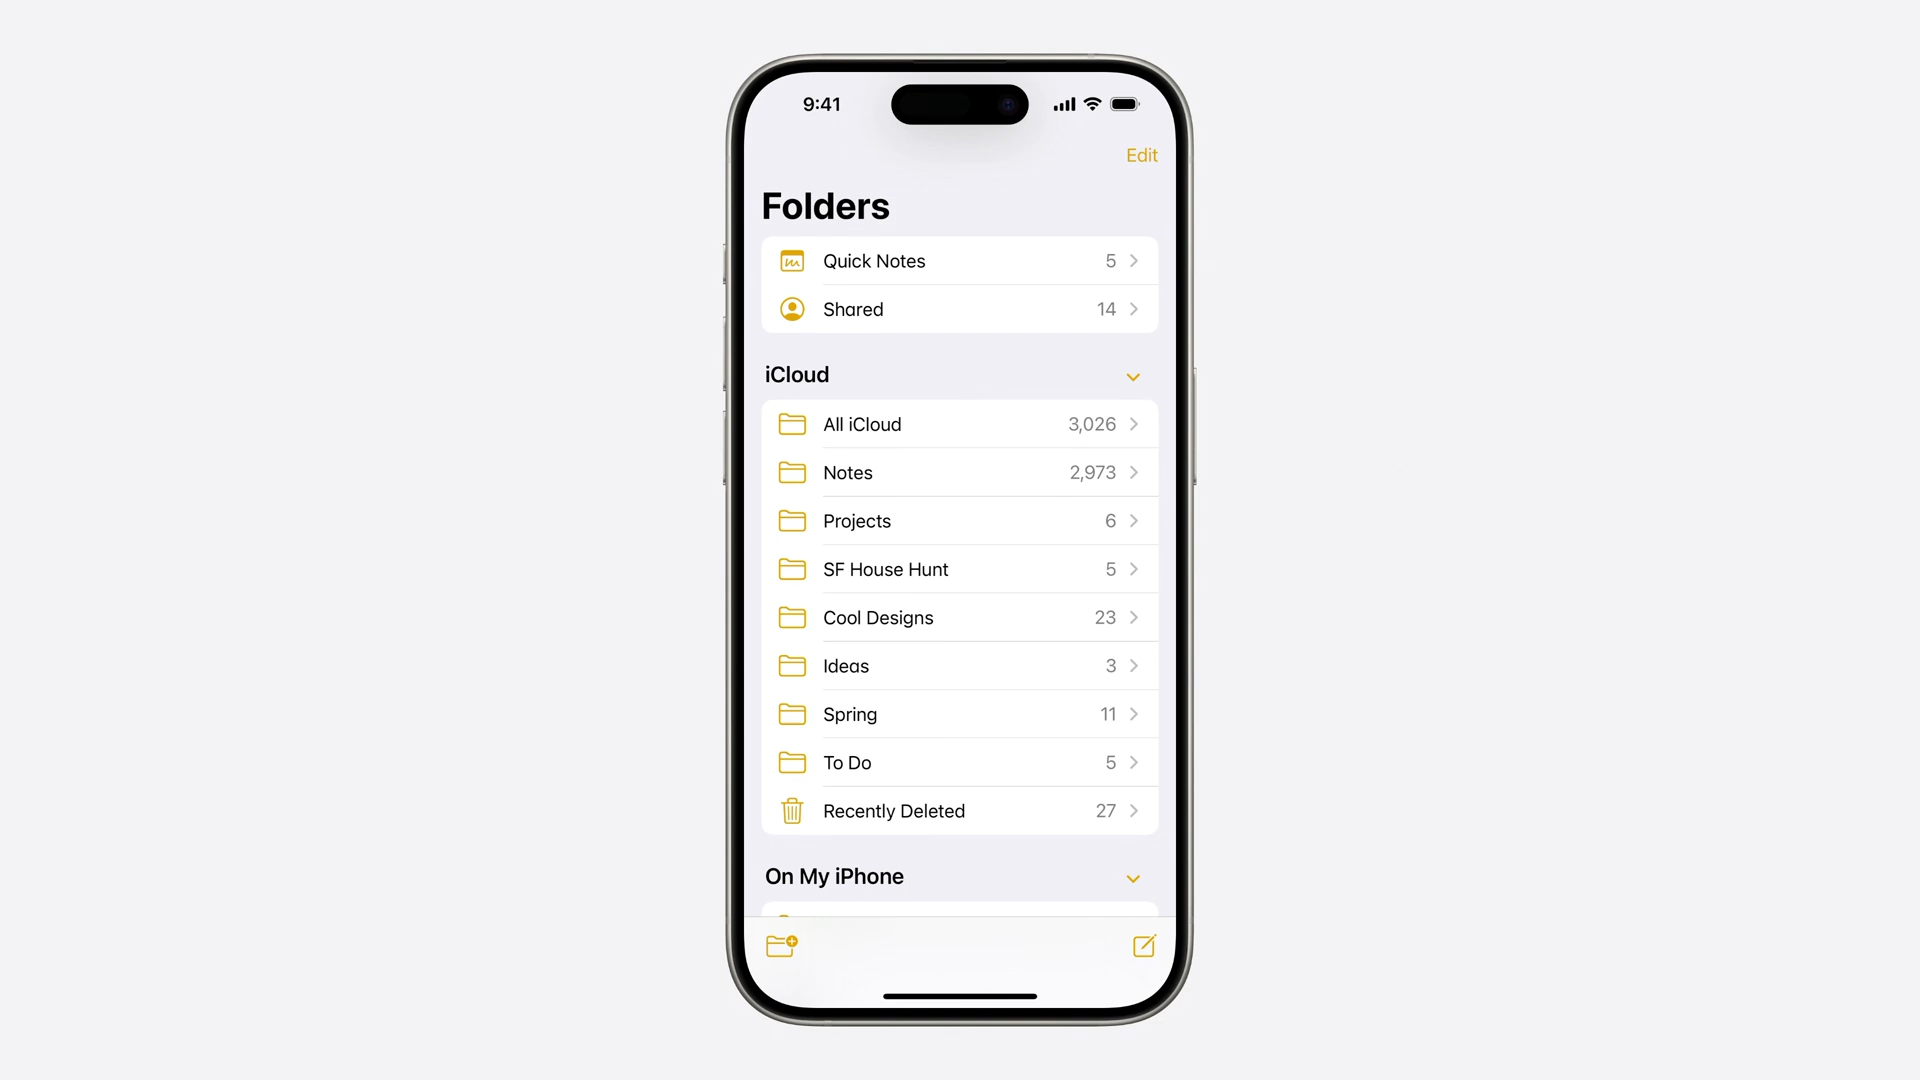 9:41
Edit
Folders
Quick Notes 5
Shared 14
iCloud
All iCloud 3,026
Notes 2,973
Projects 6
SF House Hunt 5
Cool Designs 23
Ideas 3
Spring 11
To Do 5
Recently Deleted 27
On My iPhone